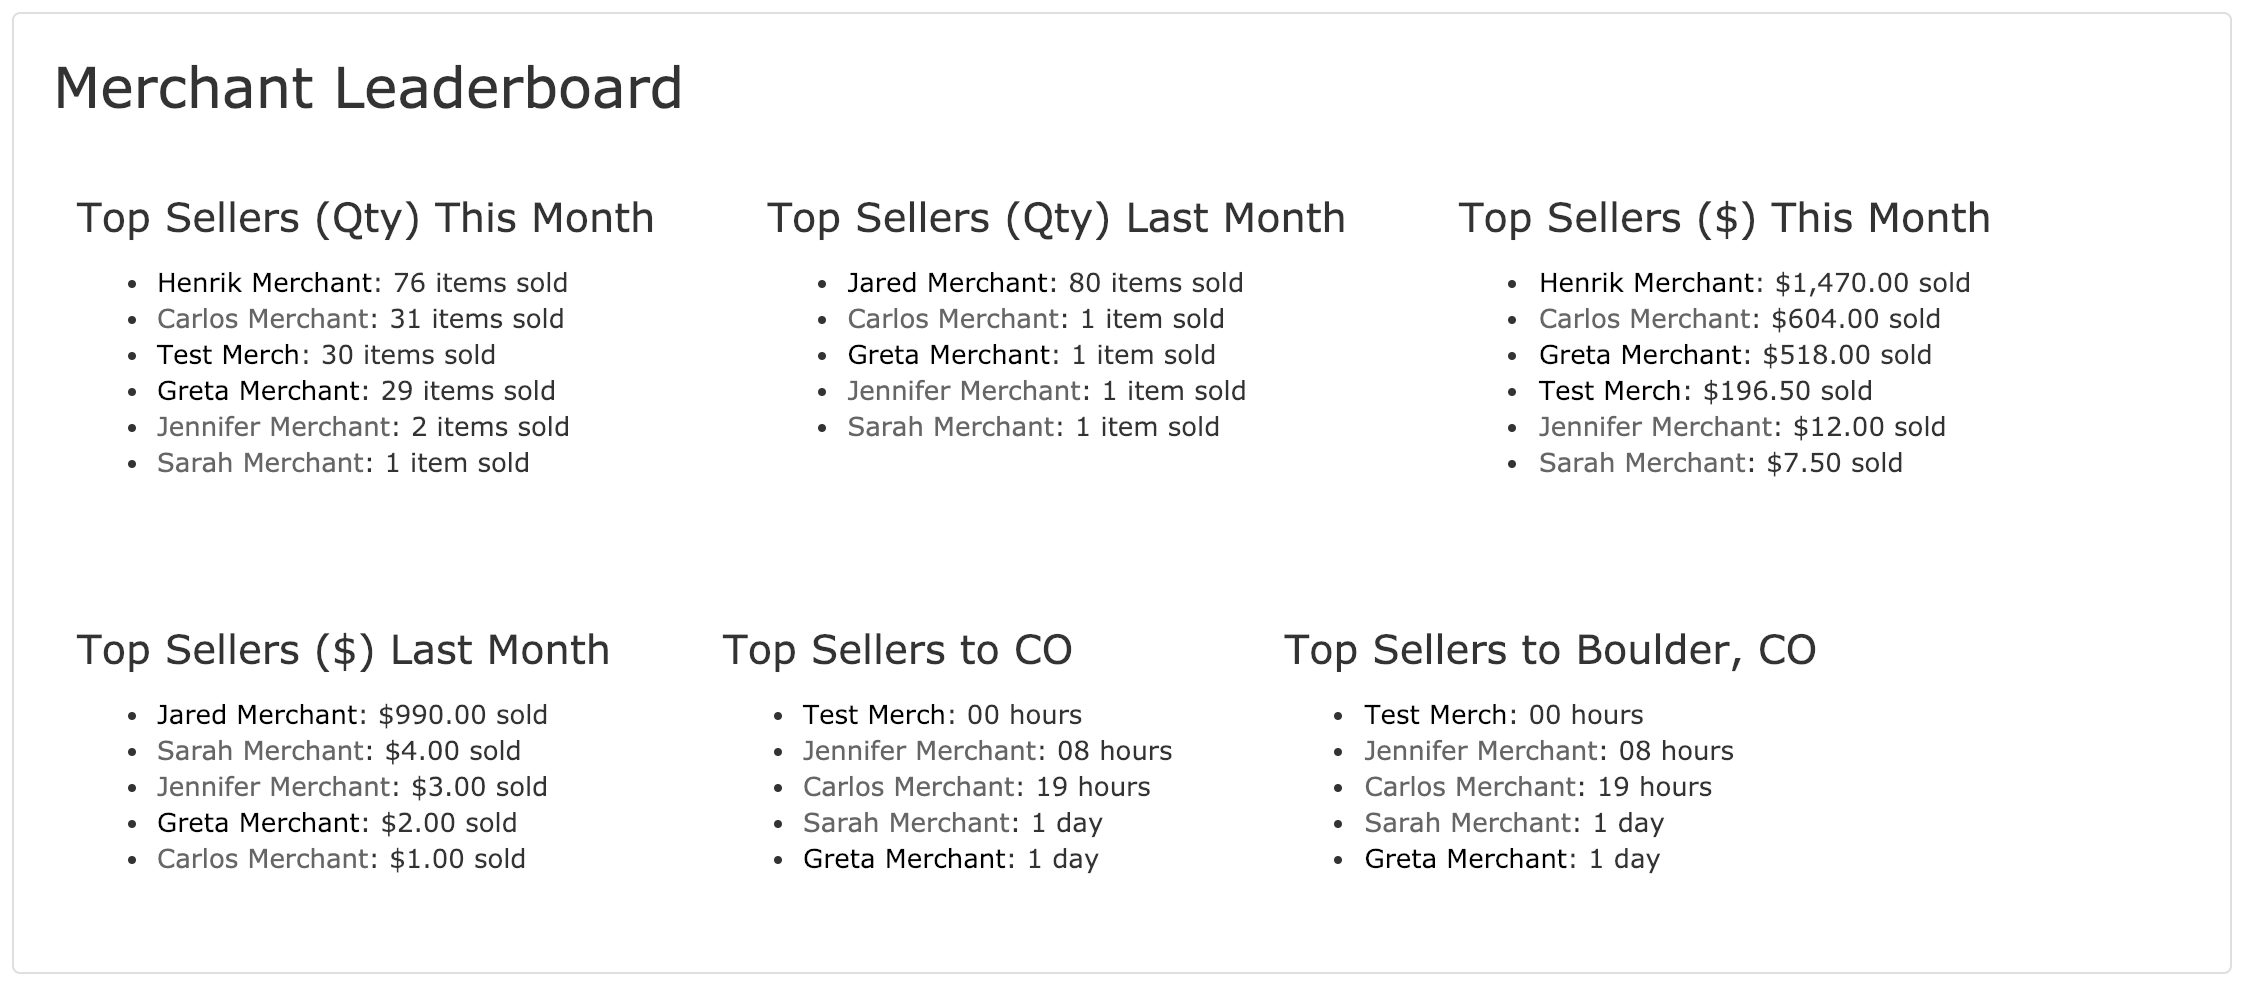 Merchant Leaderboard
Top Sellers (Qty) This Month
Henrik Merchant: 76 items sold
Carlos Merchant: 31 items sold
Test Merch: 30 items sold
Greta Merchant: 29 items sold
Jennifer Merchant: 2 items sold
Sarah Merchant: 1 item sold
Top Sellers (Qty) Last Month
Jared Merchant: 80 items sold
Carlos Merchant: 1 item sold
Greta Merchant: 1 item sold
Jennifer Merchant: 1 item sold
Sarah Merchant: 1 item sold
Top Sellers ($) This Month
Henrik Merchant: $1,470.00 sold
Carlos Merchant: $604.00 sold
Greta Merchant: $518.00 sold
Test Merch: $196.50 sold
Jennifer Merchant: $12.00 sold
Sarah Merchant: $7.50 sold
Top Sellers ($) Last Month
Jared Merchant: $990.00 sold
Sarah Merchant: $4.00 sold
Jennifer Merchant: $3.00 sold
Greta Merchant: $2.00 sold
Carlos Merchant: $1.00 sold
Top Sellers to CO
Test Merch: 00 hours
Jennifer Merchant: 08 hours
Carlos Merchant: 19 hours
Sarah Merchant: 1 day
Greta Merchant: 1 day
Top Sellers to Boulder, CO
Test Merch: 00 hours
Jennifer Merchant: 08 hours
Carlos Merchant: 19 hours
Sarah Merchant: 1 day
Greta Merchant: 1 day